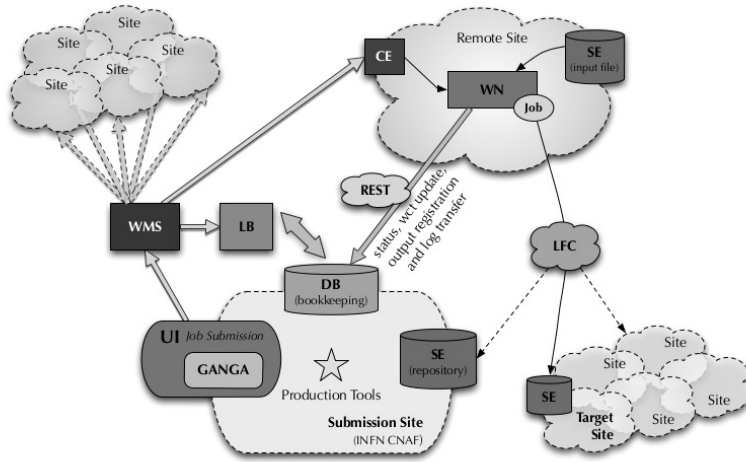 Site
Site
Site
Site
Site
Site
Remote Site
CE
SE
(input file)
WN
Job
REST
status, wct update,
output registration
and log transfer
WMS
LB
LFC
DB
(bookkeeping)
UI Job Submission
GANGA
Production Tools
SE
(repository)
Submission Site
(INFN CNAF)
Site
Site
Site
Site
SE
Target
Site